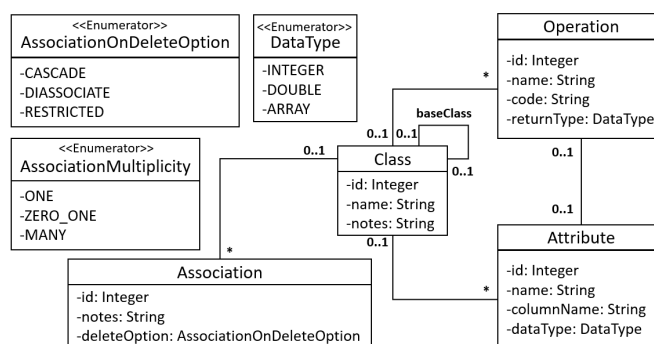 <<Enumerator>>
AssociationOnDeleteOption
-CASCADE
-DIASSOCIATE
-RESTRICTED
<<Enumerator>>
DataType
-INTEGER
-DOUBLE
-ARRAY
Operation
-id: Integer
-name: String
-code: String
-returnType: DataType
*
baseClass
0..1
0..1
0..1
0..1
Class
-id: Integer
-name: String
-notes: String
0..1
<<Enumerator>>
AssociationMultiplicity
-ONE
-ZERO_ONE
-MANY
0..1
0..1
*
*
Association
-id: Integer
-notes: String
-deleteOption: AssociationOnDeleteOption
Attribute
-id: Integer
-name: String
-columnName: String
-dataType: DataType